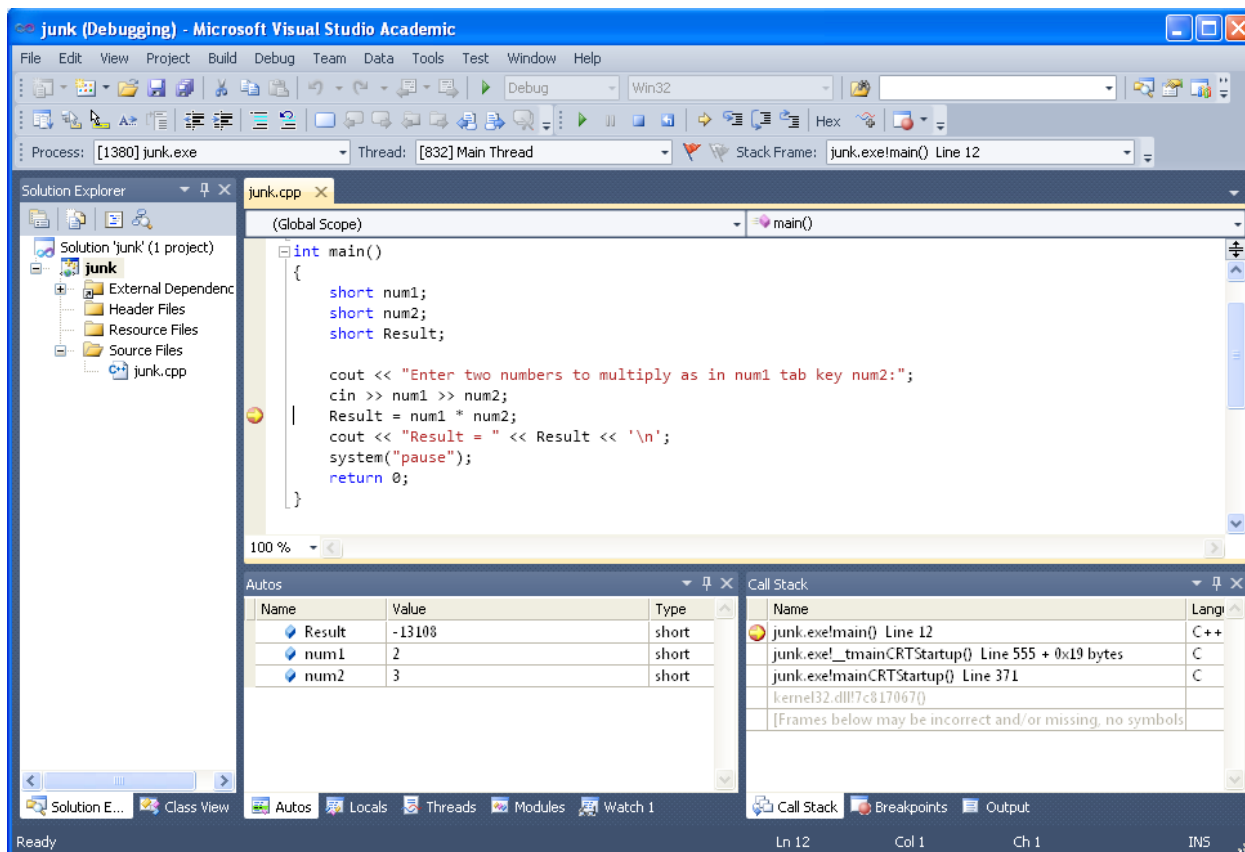 junk (Debugging) - Microsoft Visual Studio Academic
File Edit View Project Build Debug Team Data Tools Test Window Help
Debug Win32
Hex
Process: [1380] junk.exe Thread: [832] Main Thread Stack Frame: junk.exe!main() Line 12
Solution Explorer
Solution 'junk' (1 project)
junk
External Dependenc
Header Files
Resource Files
Source Files
C++ junk.cpp
junk.cpp
(Global Scope) main()
int main()
{
short num1;
short num2;
short Result;
cout << "Enter two numbers to multiply as in num1 tab key num2:";
cin >> num1 >> num2;
Result = num1 * num2;
cout << "Result = " << Result << '\n';
system("pause");
return 0;
}
100 %
Autos
Name Value Type
Result -13108 short
num1 2 short
num2 3 short
Call Stack
Name Lang
junk.exe!main() Line 12 C++
junk.exe!__tmainCRTStartup() Line 555 + 0x19 bytes C
junk.exe!mainCRTStartup() Line 371 C
kernel32.dll!7c817067()
[Frames below may be incorrect and/or missing, no symbols
Solution E... Class View
Autos Locals Threads Modules Watch 1
Call Stack Breakpoints Output
Ready Ln 12 Col 1 Ch 1 INS